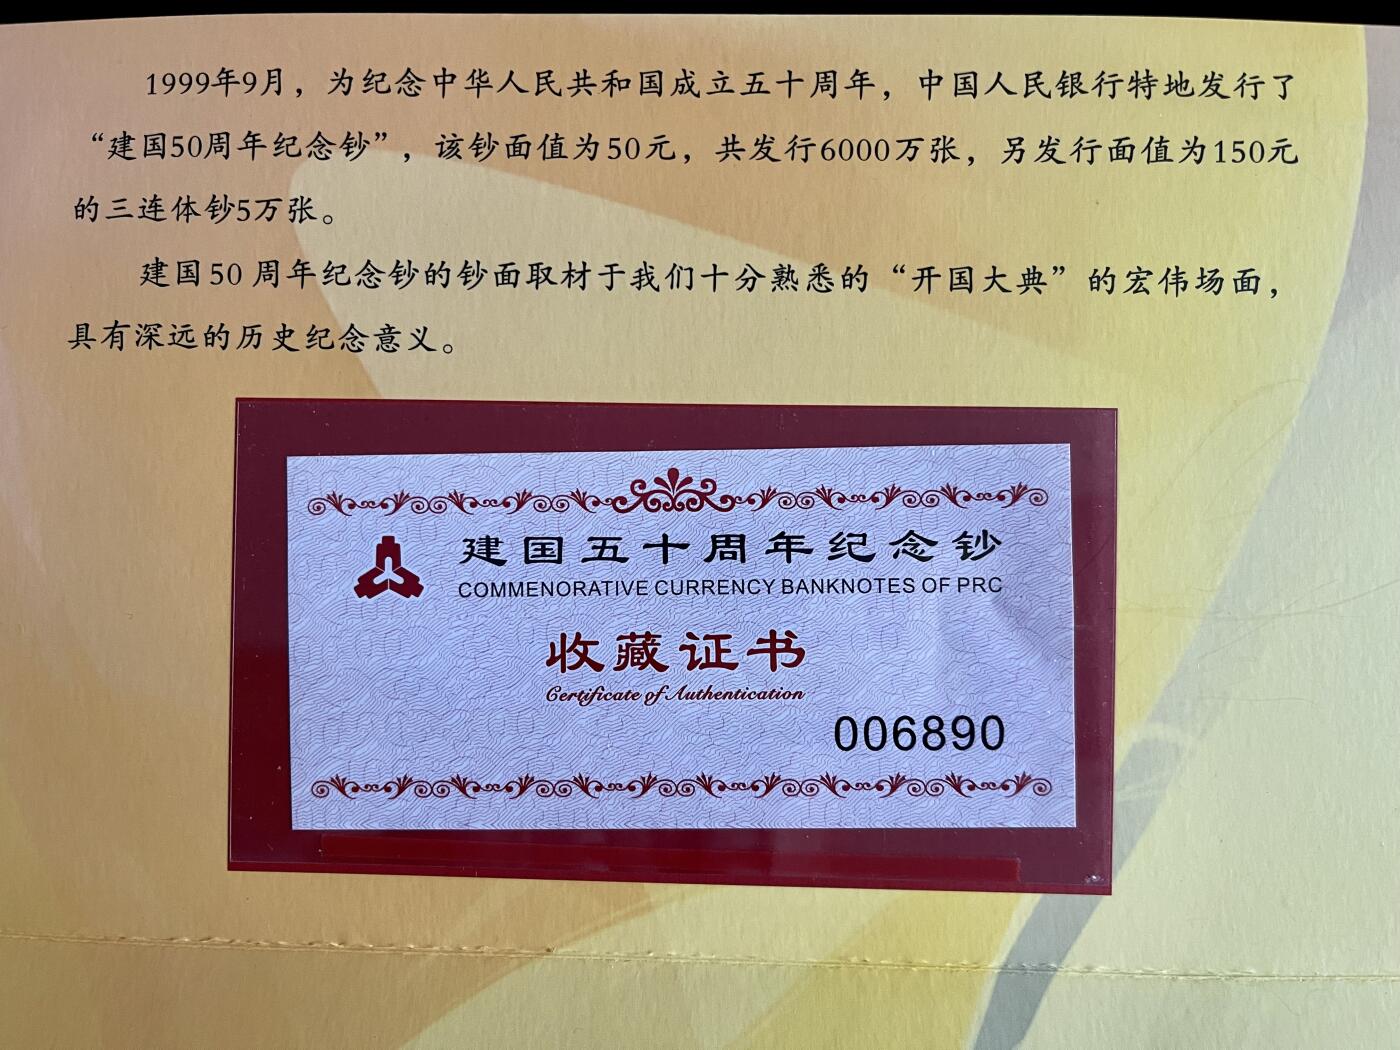 1999年9月，为纪念中华人民共和国成立五十周年，中国人民银行特地发行了
“建国50周年纪念钞”，该钞面值为50元，共发行6000万张，另发行面值为150元
的三连体钞5万张。
建国50 周年纪念钞的钞面取材于我们十分熟悉的“开国大典”的宏伟场面，
具有深远的历史纪念意义。
建国五十周年纪念钞
COMMENORATIVE CURRENCY BANKNOTES OF PRC
收藏证书
Certificate of Authentication
006890